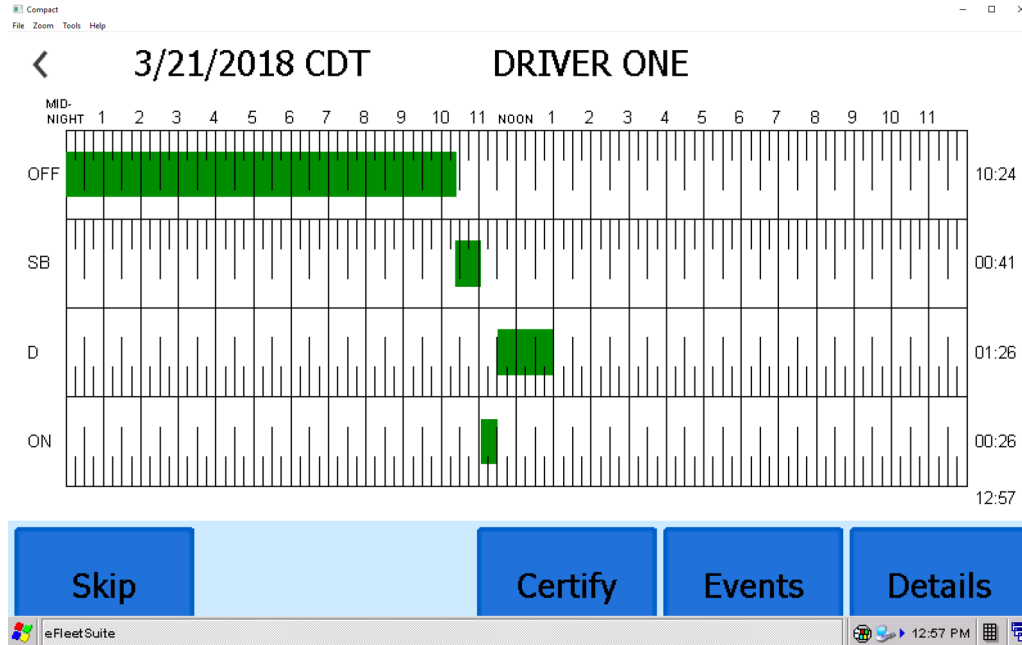 Compact
File Zoom Tools Help
3/21/2018 CDT DRIVER ONE
MID-
NIGHT 1 2 3 4 5 6 7 8 9 10 11 NOON 1 2 3 4 5 6 7 8 9 10 11
OFF 10:24
SB 00:41
D 01:26
ON 00:26
12:57
Skip Certify Events Details
eFleetSuite 12:57 PM